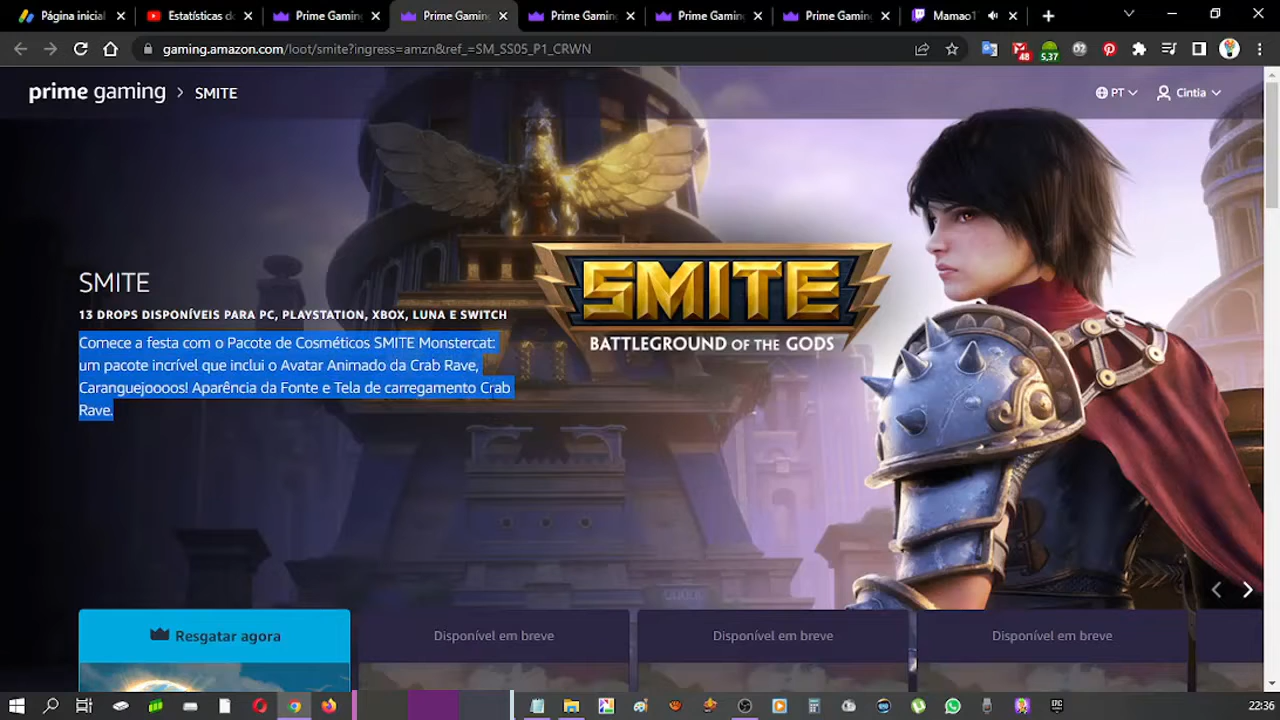 Página inicial
Estatísticas d
Prime Gaming
Prime Gaming
Prime Gaming
Prime Gaming
Prime Gaming
Mamao1
gaming.amazon.com/loot/smite?ingress=amzn&ref_=SM_SS05_P1_CRWN
48
5,37
prime gaming > SMITE
PT
Cintia
SMITE
BATTLEGROUND OF THE GODS
SMITE
13 DROPS DISPONÍVEIS PARA PC, PLAYSTATION, XBOX, LUNA E SWITCH
Comece a festa com o Pacote de Cosméticos SMITE Monstercat:
um pacote incrível que inclui o Avatar Animado da Crab Rave,
Caranguejoooos! Aparência da Fonte e Tela de carregamento Crab
Rave.
Resgatar agora
Disponível em breve
Disponível em breve
Disponível em breve
22:36